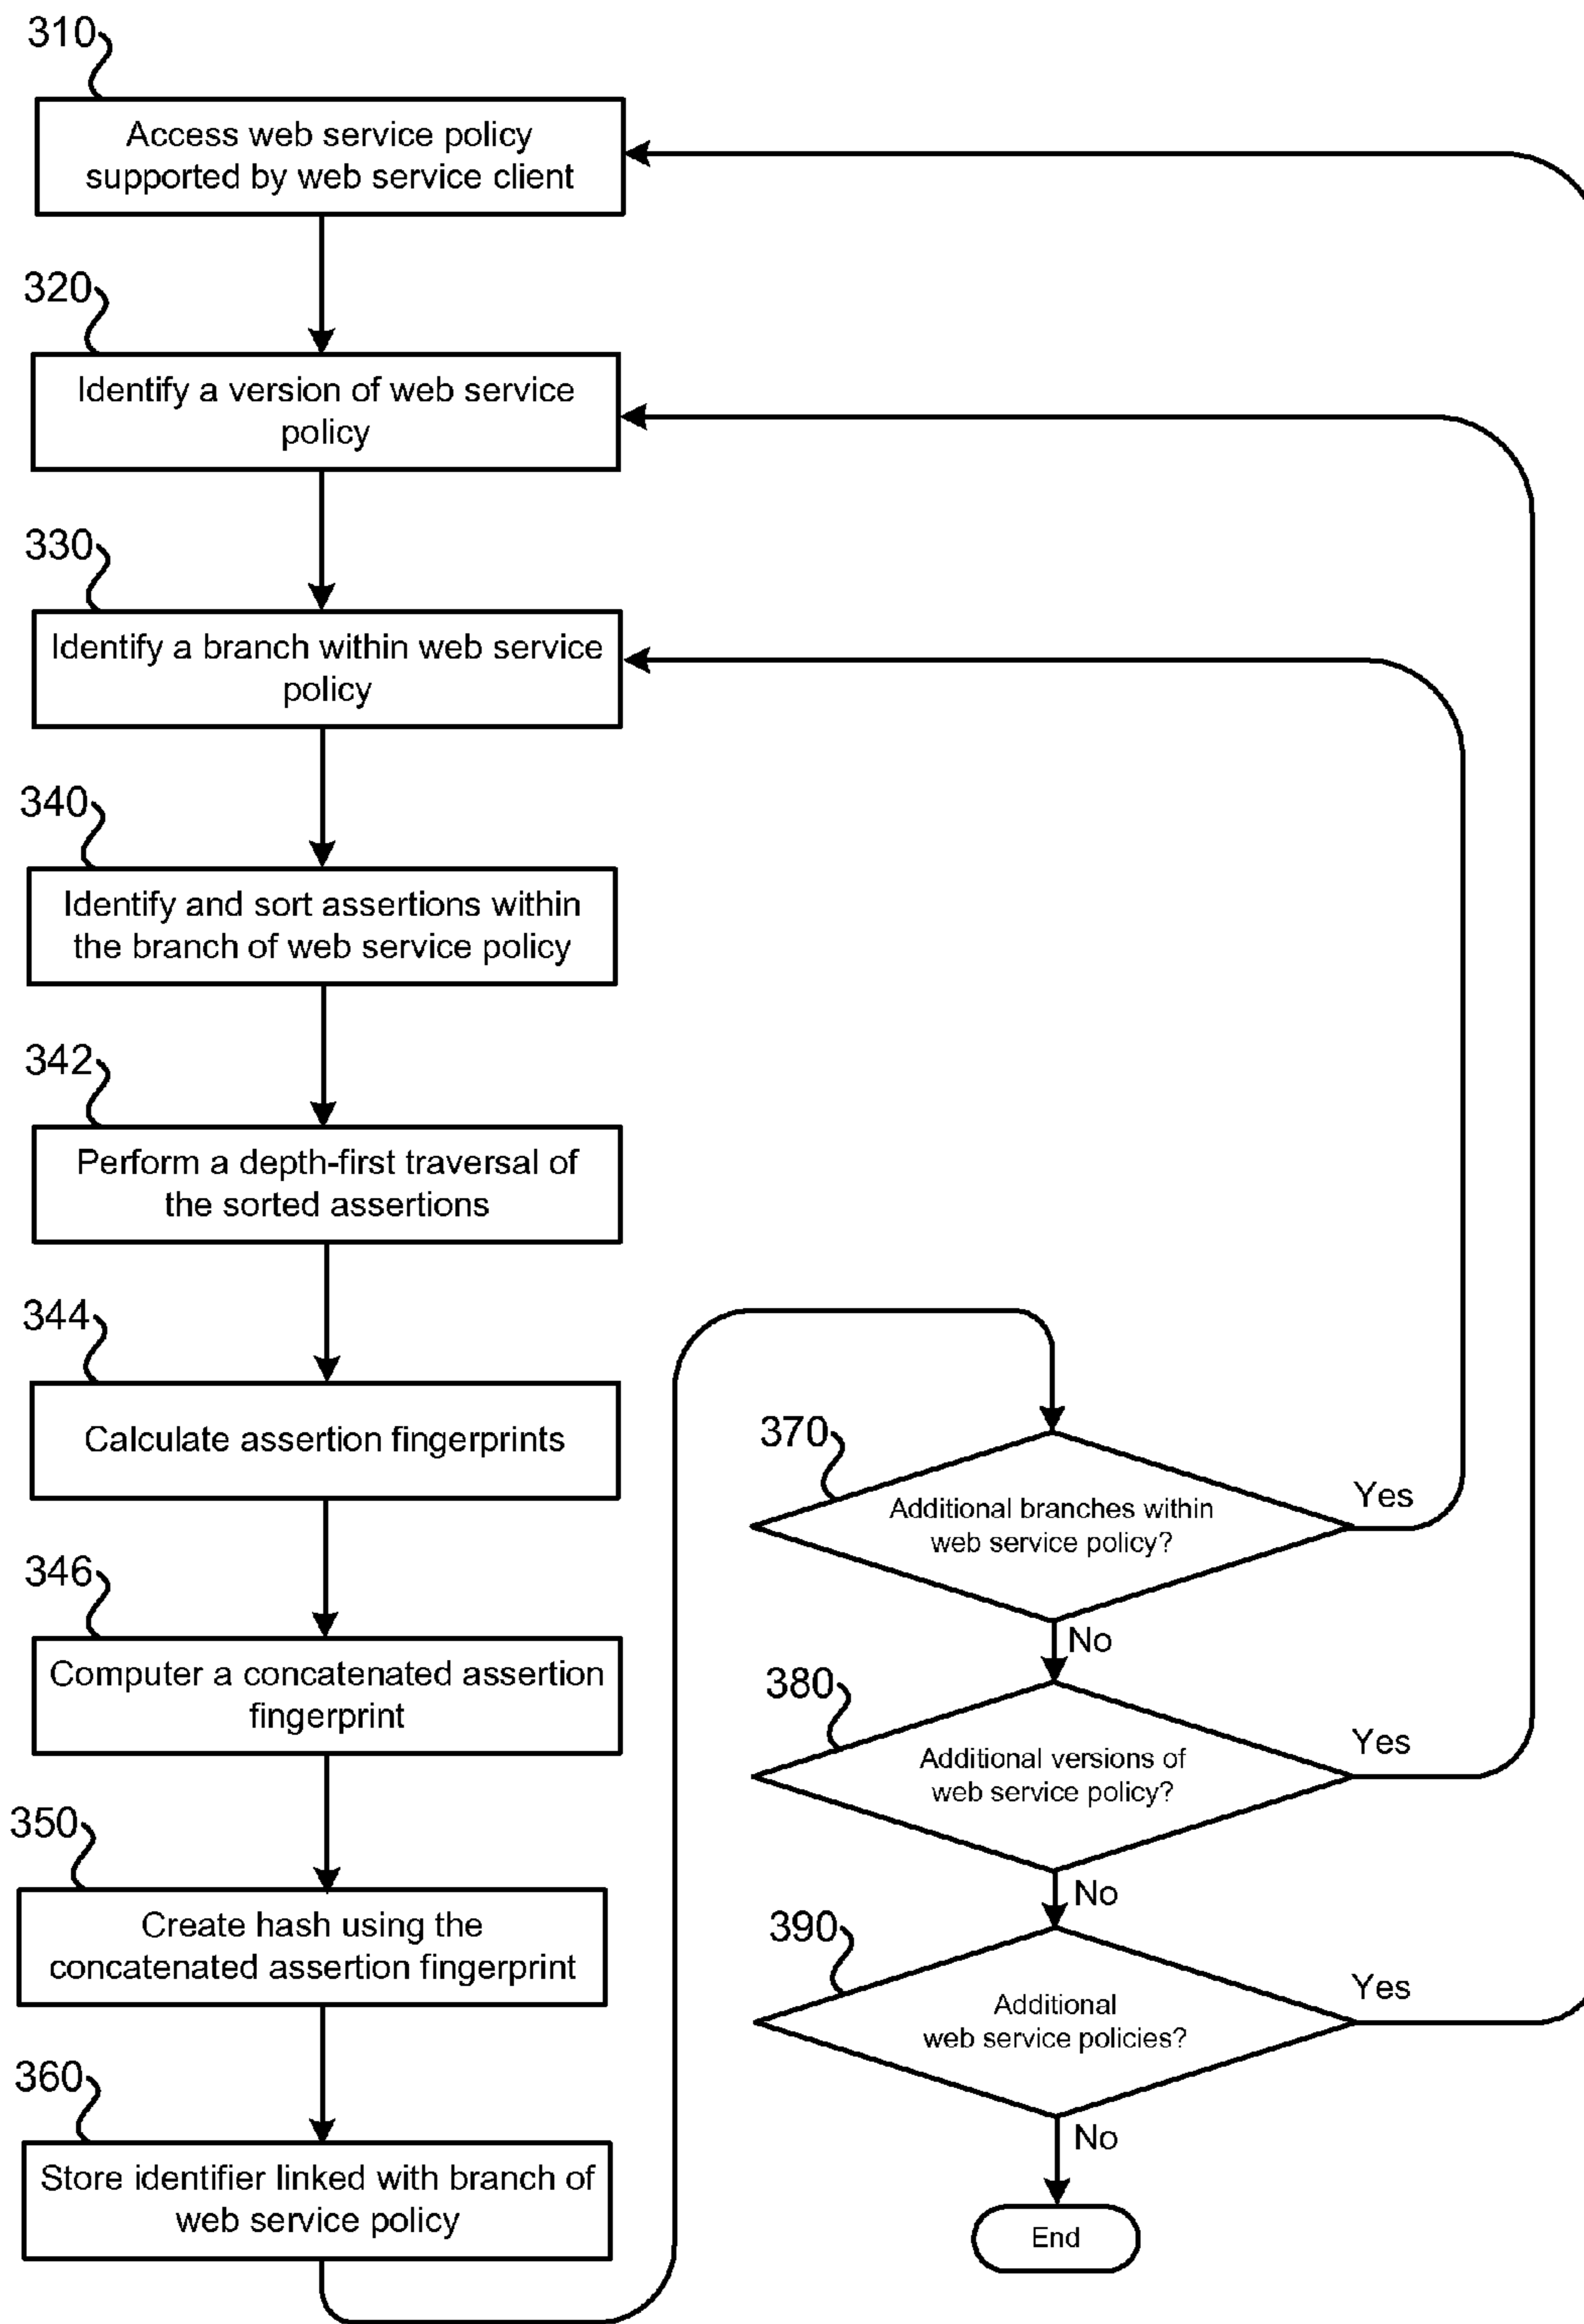 310
Access web service policy
supported by web service client
320
Identify a version of web service
policy
330
Identify a branch within web service
policy
340
Identify and sort assertions within
the branch of web service policy
342
Perform a depth-first traversal of
the sorted assertions
344
Calculate assertion fingerprints
346
Computer a concatenated assertion
fingerprint
350
Create hash using the
concatenated assertion fingerprint
360
Store identifier linked with branch of
web service policy
370
Additional branches within
web service policy?
Yes
No
380
Additional versions of
web service policy?
Yes
No
390
Additional
web service policies?
Yes
No
End